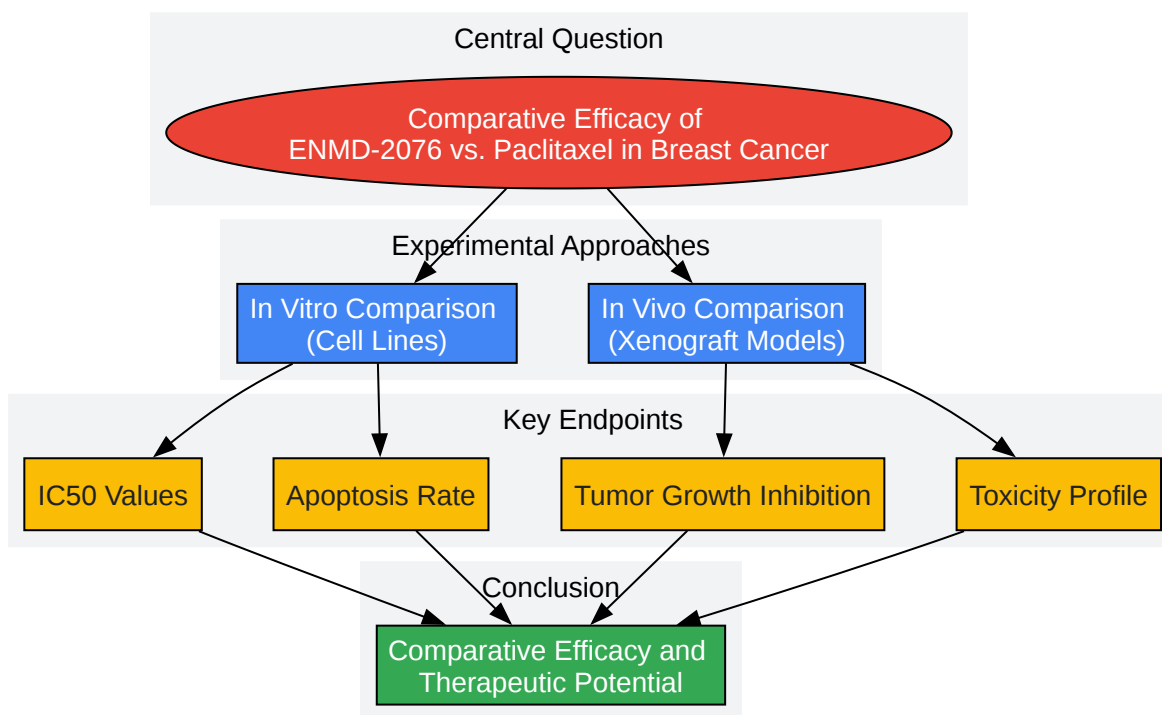 Central Question
Comparative Efficacy of
ENMD-2076 vs. Paclitaxel in Breast Cancer
Experimental Approaches
In Vitro Comparison
(Cell Lines)
In Vivo Comparison
(Xenograft Models)
Key Endpoints
IC50 Values
Apoptosis Rate
Tumor Growth Inhibition
Toxicity Profile
Conclusion
Comparative Efficacy and
Therapeutic Potential